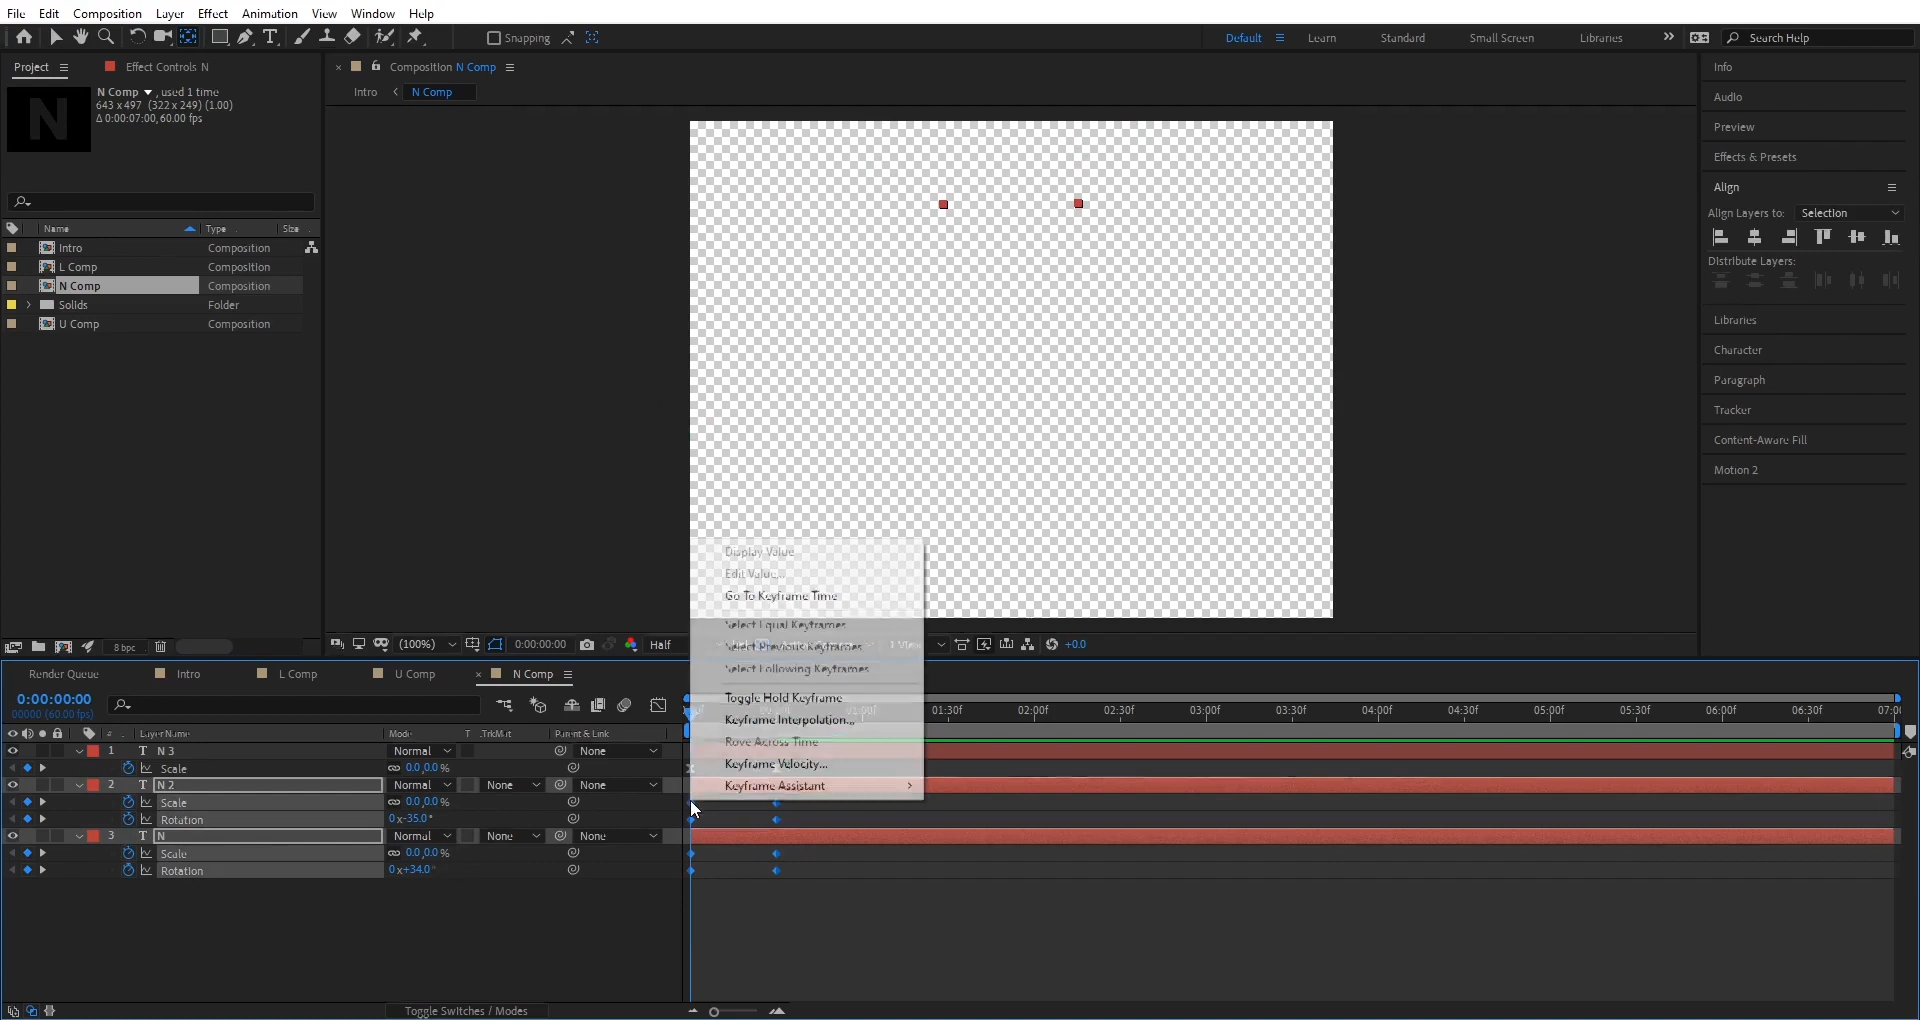 File Edit Composition Layer Effect Animation View Window Help
Snapping
Default Learn Standard Small Screen Libraries Search Help
Project Effect Controls N
N Comp , used 1 time
643 x 497 (322 x 249) (1.00)
Δ 0:00:07:00, 60.00 fps
Composition N Comp
Intro N Comp
Name Type Size
Intro Composition
L Comp Composition
N Comp Composition
Solids Folder
U Comp Composition
Info
Audio
Preview
Effects & Presets
Align
Align Layers to: Selection
Distribute Layers:
Libraries
Character
Paragraph
Tracker
Content-Aware Fill
Motion 2
8 bpc
(100%) 0:00:00:00 Half 1 View +0.0
Display Value
Edit Value...
Go To Keyframe Time
Select Equal Keyframes
Select Previous Keyframes
Select Following Keyframes
Toggle Hold Keyframe
Keyframe Interpolation...
Rove Across Time
Keyframe Velocity...
Keyframe Assistant
Render Queue Intro L Comp U Comp N Comp
0:00:00:00
00000 (60.00 fps)
01:30f 02:00f 02:30f 03:00f 03:30f 04:00f 04:30f 05:00f 05:30f 06:00f 06:30f 07:00
# Layer Name Mode T .TrkMat Parent & Link
1 T N 3 Normal None
Scale 0.0,0.0 %
2 T N 2 Normal None None
Scale 0.0,0.0 %
Rotation 0 x-35.0 °
3 T N Normal None None
Scale 0.0,0.0 %
Rotation 0 x+34.0 °
Toggle Switches / Modes